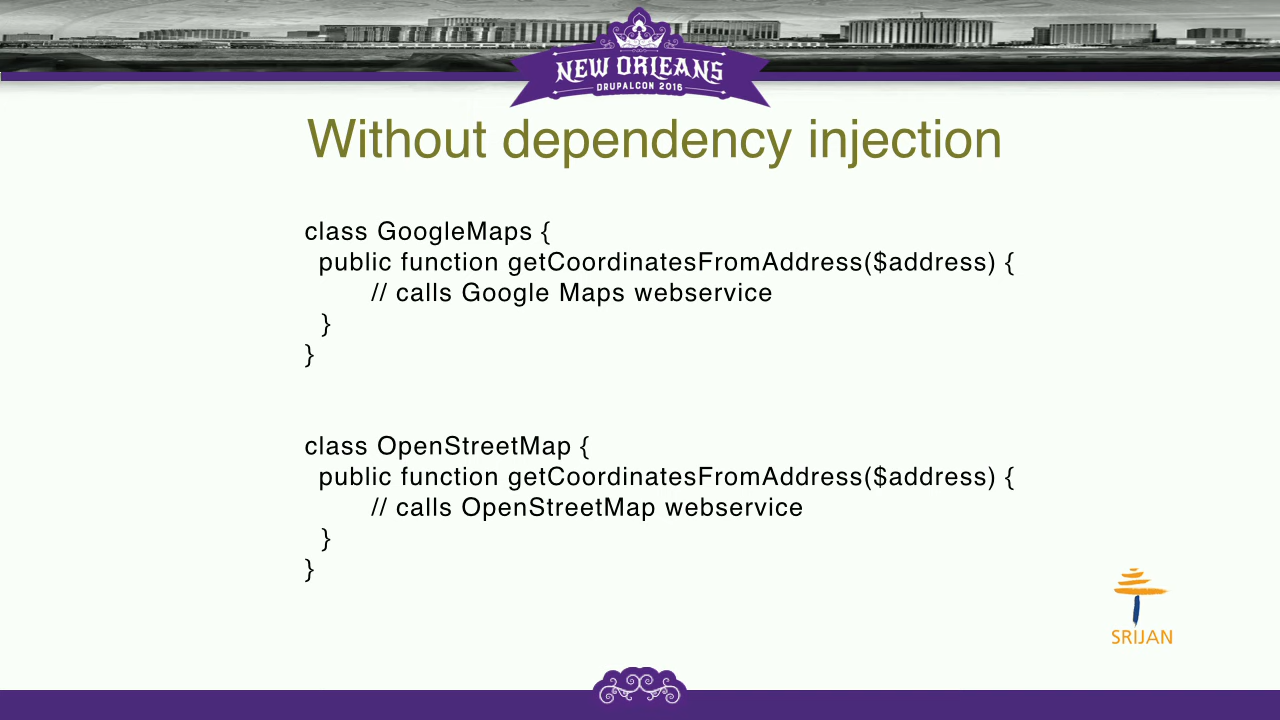 NEW ORLEANS
DRUPALCON 2016
Without dependency injection
class GoogleMaps {
public function getCoordinatesFromAddress($address) {
// calls Google Maps webservice
}
}
class OpenStreetMap {
public function getCoordinatesFromAddress($address) {
// calls OpenStreetMap webservice
}
}
SRIJAN